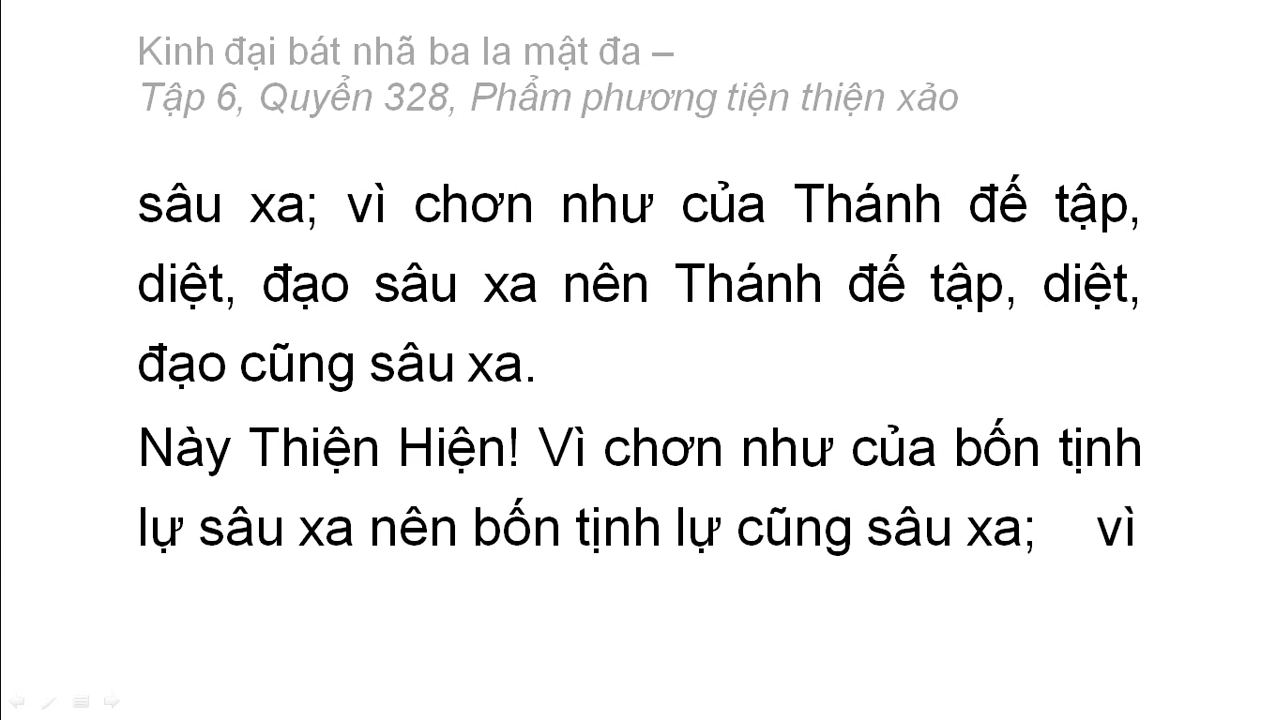 Kinh đại bát nhã ba la mật đa –
Tập 6, Quyển 328, Phẩm phương tiện thiện xảo
sâu xa; vì chơn như của Thánh đế tập,
diệt, đạo sâu xa nên Thánh đế tập, diệt,
đạo cũng sâu xa.
Này Thiện Hiện! Vì chơn như của bốn tịnh
lự sâu xa nên bốn tịnh lự cũng sâu xa; vì